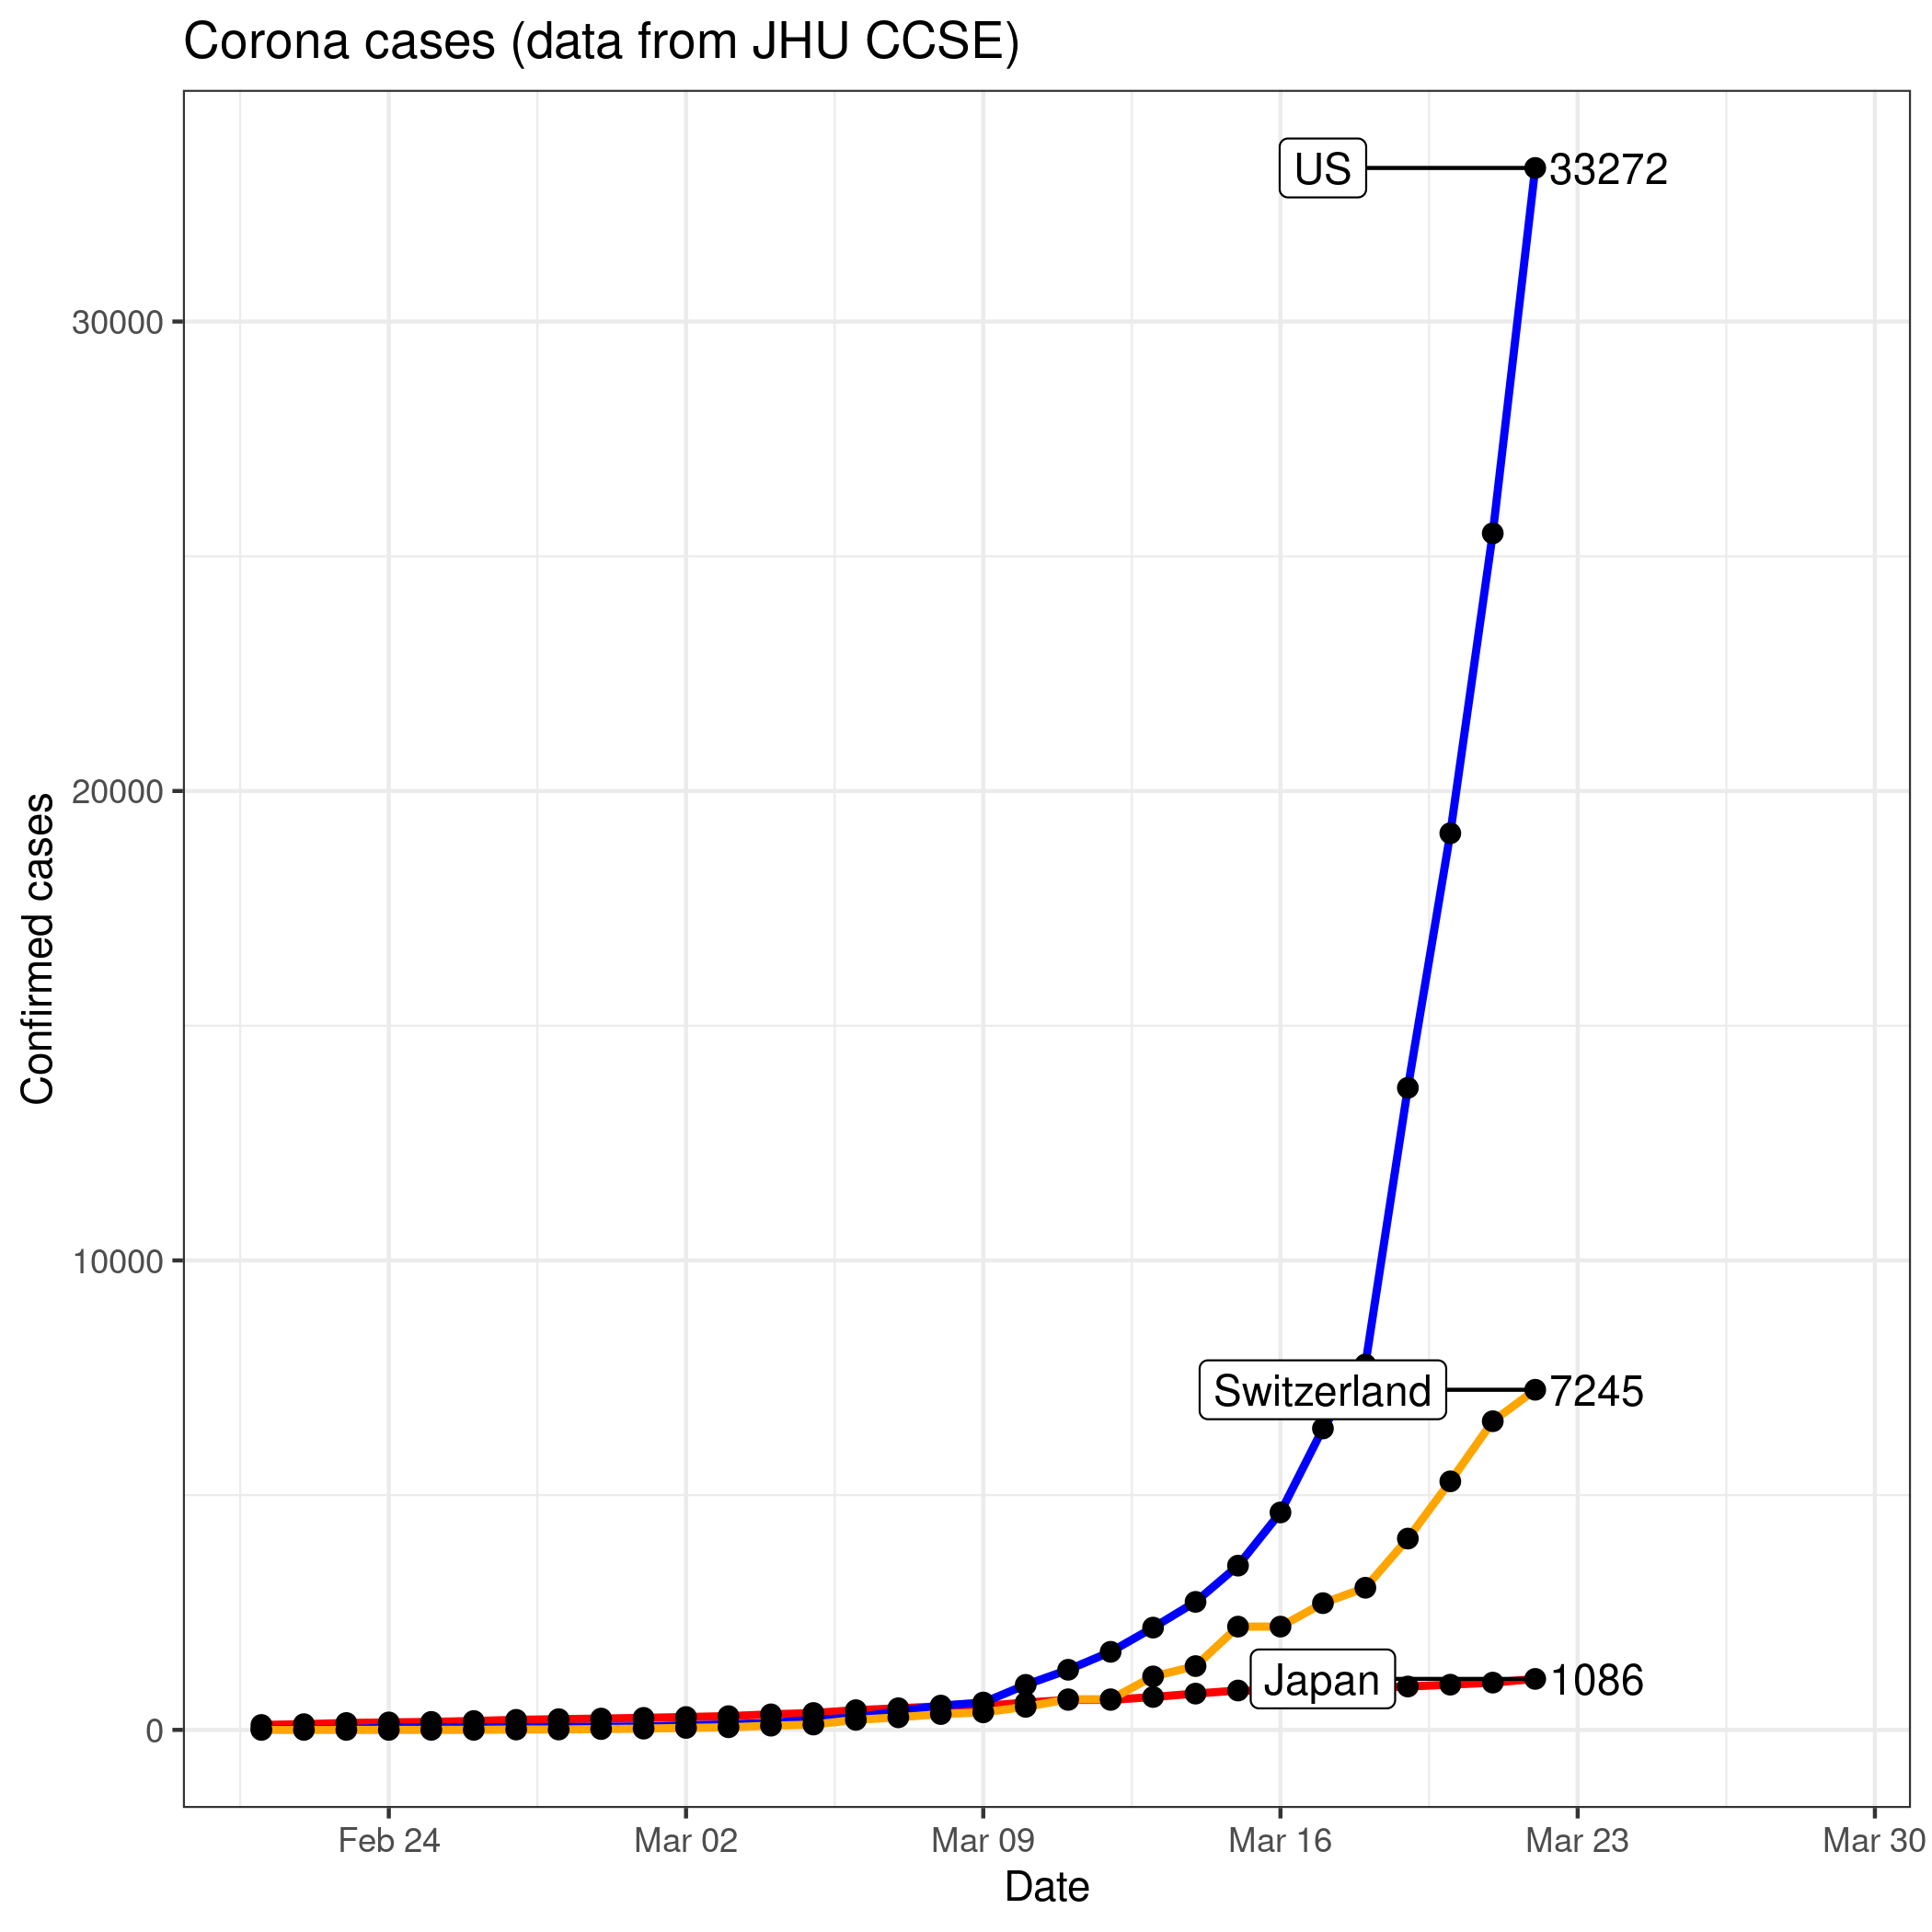 Corona cases (data from JHU CCSE)
US
33272
30000
20000
Confirmed cases
10000
Switzerland
7245
Japan
1086
0
Feb 24
Mar 02
Mar 09
Mar 16
Mar 23
Mar 30
Date